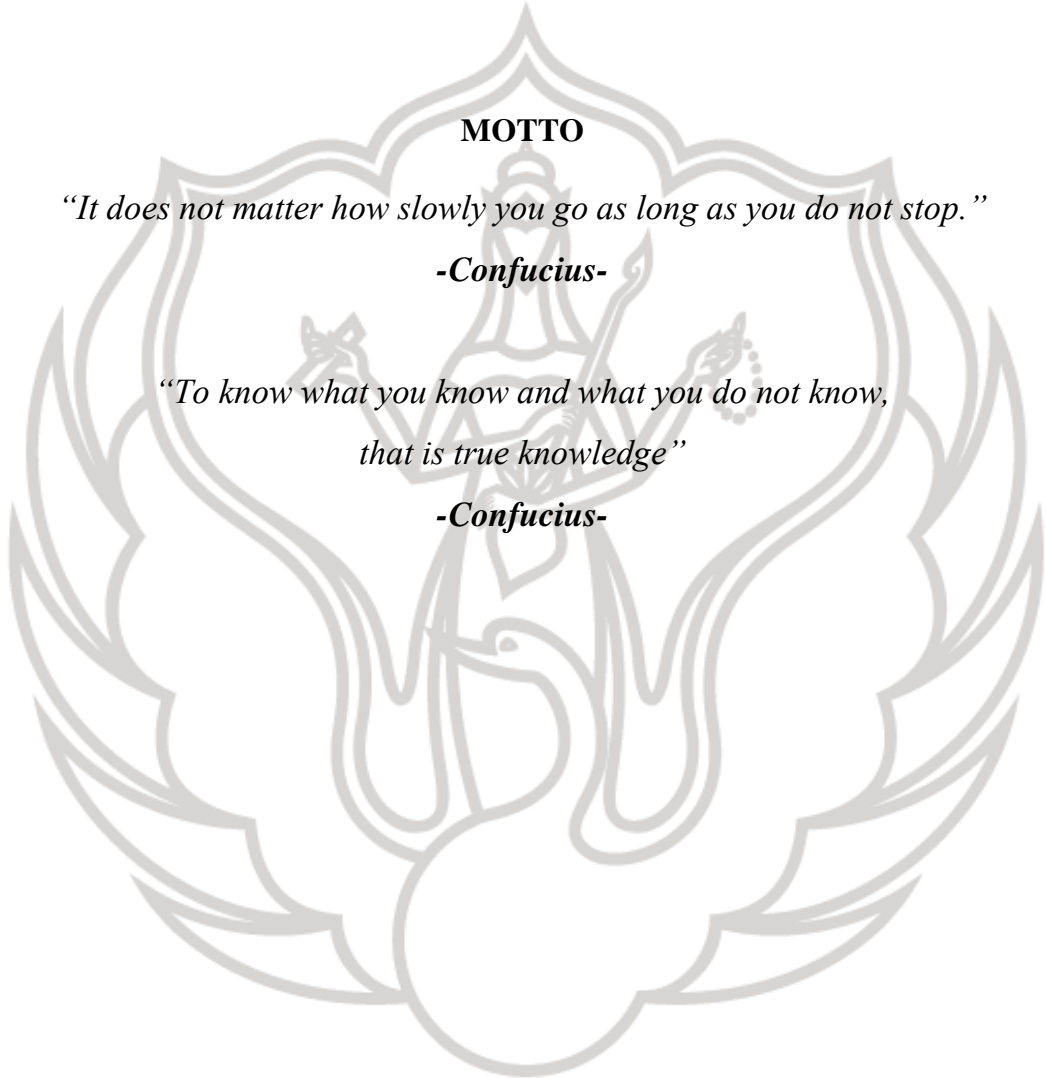 MOTTO
“It does not matter how slowly you go as long as you do not stop.”
-Confucius-
“To know what you know and what you do not know,
that is true knowledge”
-Confucius-